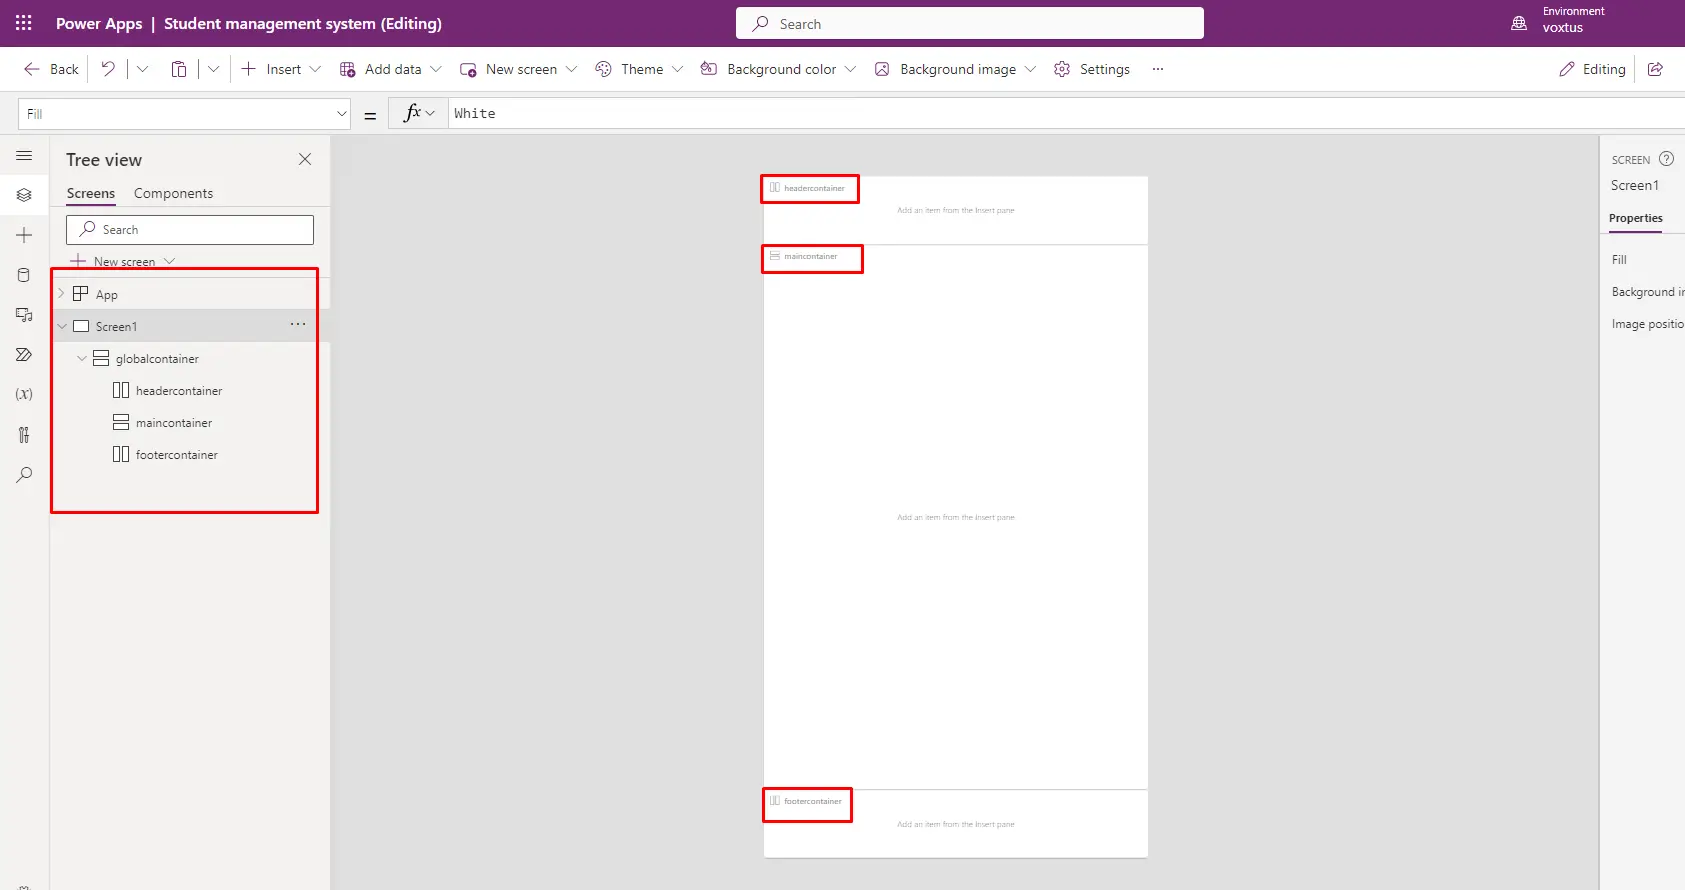 Power Apps | Student management system (Editing)
Search
Environment
voxtus
Back
Insert
Add data
New screen
Theme
Background color
Background image
Settings
...
Editing
Fill
=
fx
White
Tree view
Screens
Components
Search
New screen
App
Screen1
...
globalcontainer
headercontainer
maincontainer
footercontainer
(x)
headercontainer
Add an item from the Insert pane
maincontainer
Add an item from the Insert pane
footercontainer
Add an item from the Insert pane
SCREEN
Screen1
Properties
Fill
Background
Image positio